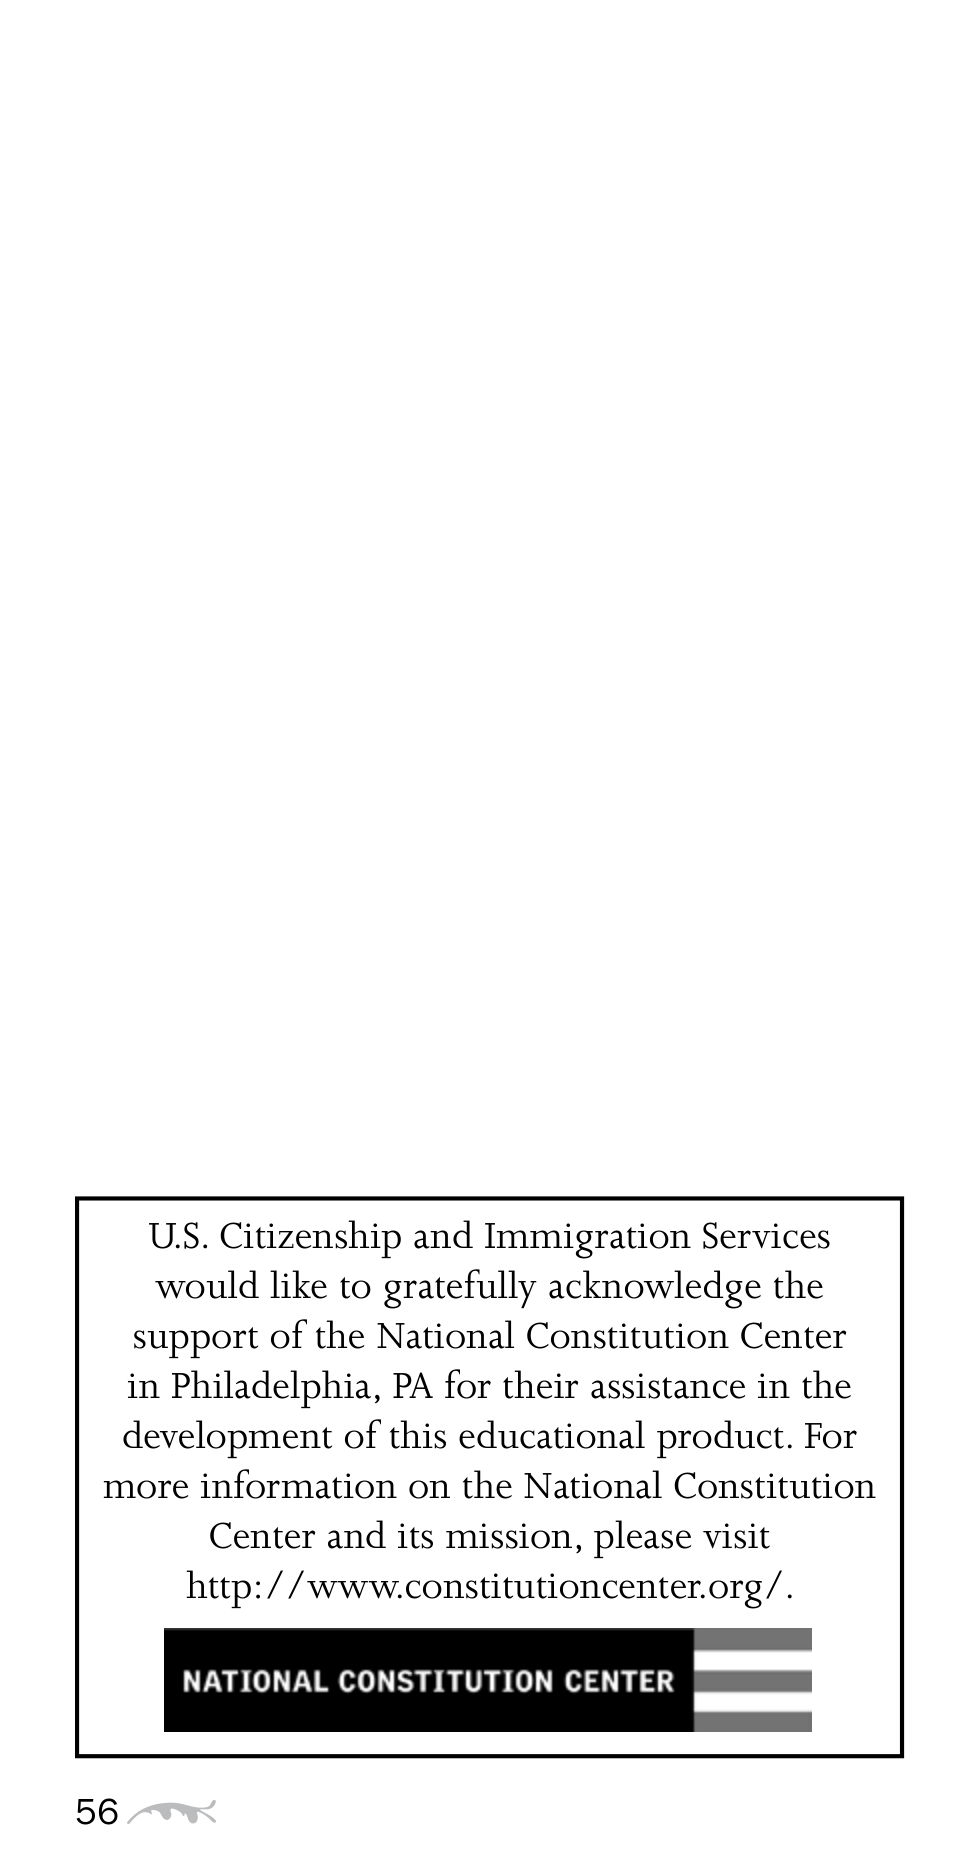 U.S. Citizenship and Immigration Services
would like to gratefully acknowledge the
support of the National Constitution Center
in Philadelphia, PA for their assistance in the
development of this educational product. For
more information on the National Constitution
Center and its mission, please visit
http://www.constitutioncenter.org/.
NATIONAL CONSTITUTION CENTER
56